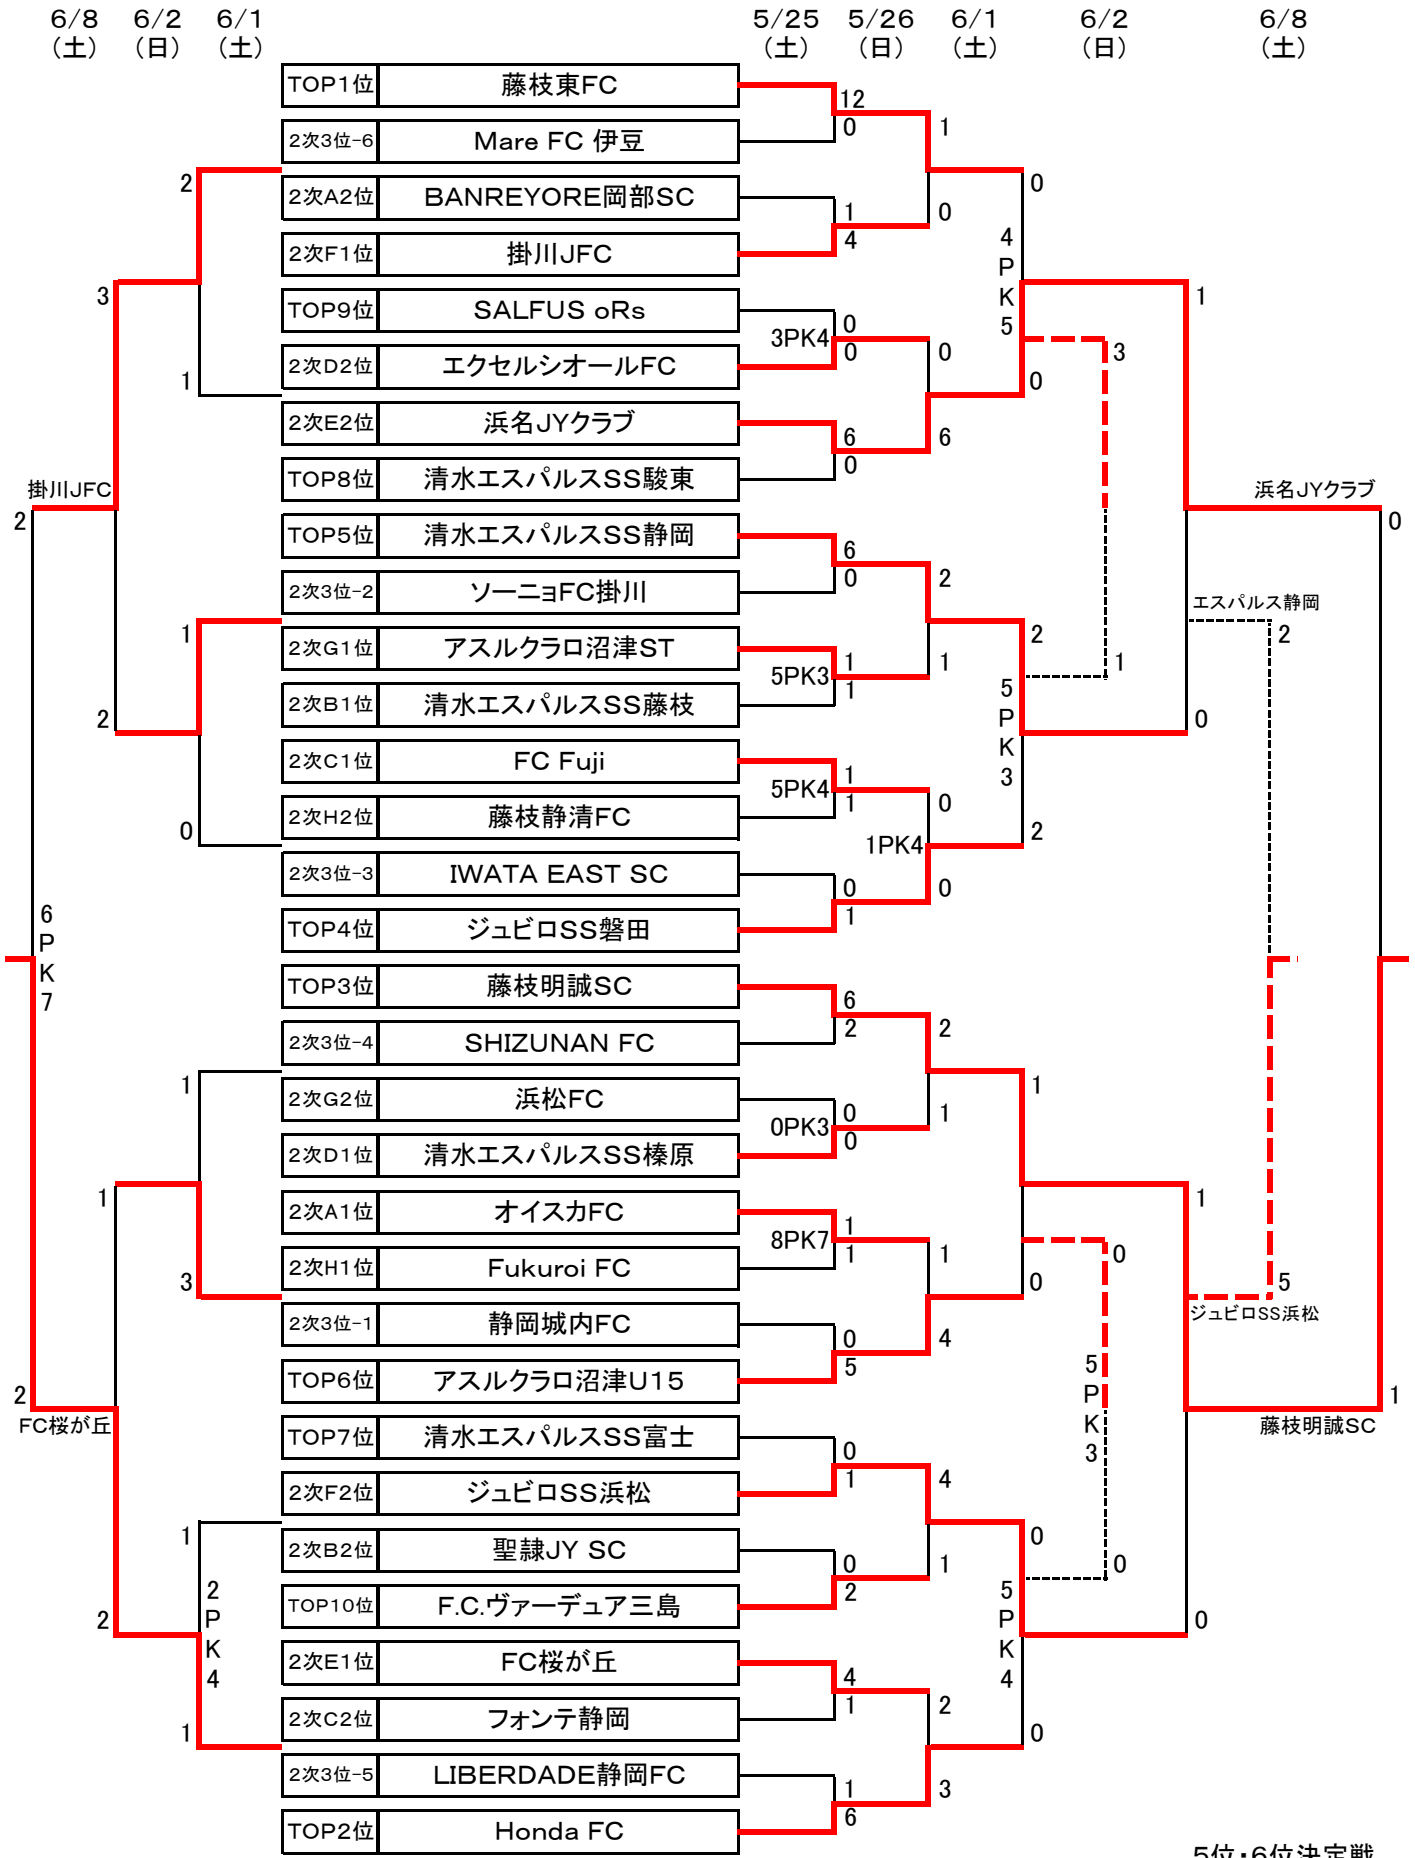 6/8 6/2 6/1 5/25 5/26 6/1 6/2 6/8
（土） （日） （土） （土） （日） （土） （日） （土）
TOP1位 藤枝東FC
12
2次3位-6 Mare FC 伊豆
0 1
2 0
2次A2位 BANREYORE岡部SC
1 0
2次F1位 掛川JFC
4
4PK5
3 1
TOP9位 SALFUS oRs
0
3PK4
2次D2位 エクセルシオールFC
0 0 3
1 0
2次E2位 浜名JYクラブ
6 6
TOP8位 清水エスパルスSS駿東
0
掛川JFC 浜名JYクラブ
2 0
TOP5位 清水エスパルスSS静岡
6
2次3位-2 ソーニョFC掛川
0 2
エスパルス静岡
1 2 2
2次G1位 アスルクラロ沼津ST
1 1 1
5PK3
2次B1位 清水エスパルスSS藤枝
1
5PK3
2 0
2次C1位 FC Fuji
1
5PK4
2次H2位 藤枝静清FC
1 0
0 2
1PK4
2次3位-3 IWATA EAST SC
0 0
TOP4位 ジュビロSS磐田
1
6PK7
TOP3位 藤枝明誠SC
6
2次3位-4 SHIZUNAN FC
2 2
1 1
2次G2位 浜松FC
0 1
0PK3
2次D1位 清水エスパルスSS榛原
0
1 1
2次A1位 オイスカFC
1
8PK7
2次H1位 Fukuroi FC
1 1 0
3 0 5
2次3位-1 静岡城内FC
0 4
ジュビロSS浜松
TOP6位 アスルクラロ沼津U15
5
5PK3
2 1
FC桜が丘 藤枝明誠SC
TOP7位 清水エスパルスSS富士
0
2次F2位 ジュビロSS浜松
1 4
1 0
2次B2位 聖隷JY SC
0 1 0
2PK4
TOP10位 F.C.ヴァーデュア三島
2
5PK4
2 0
2次E1位 FC桜が丘
4
2次C2位 フォンテ静岡
1 2
1 0
2次3位-5 LIBERDADE静岡FC
1 3
TOP2位 Honda FC
6
5位・6位決定戦